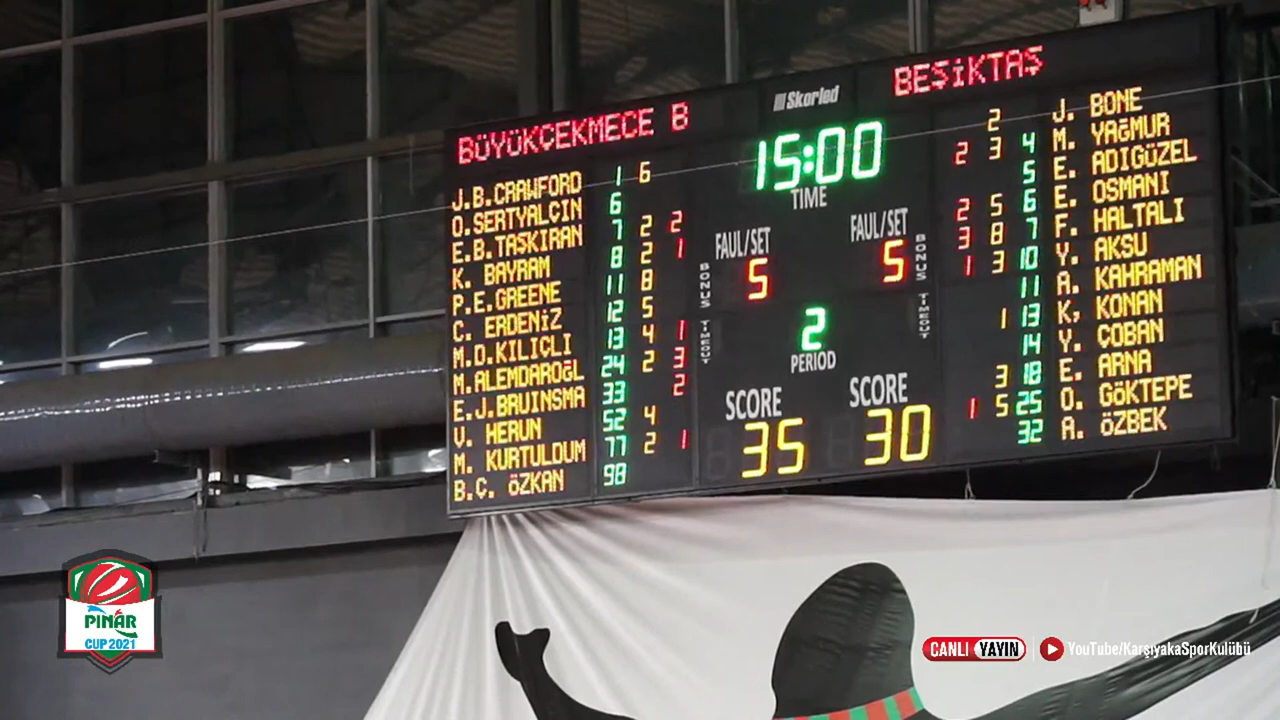 BÜYÜKÇEKMECE B
J.B.CRAWFORD 1 6
O.SERTYALÇIN 6
E.B.TAŞKIRAN 7 2 2
K. BAYRAM 8 2 1
P.E.GREENE 11 8
C. ERDENİZ 12 5
M.D.KILIÇLI 13 4 1
M.ALEMDAROĞL 24 2 3
E.J.BRUINSMA 33 2
V. HERUN 52 4
M. KURTULDUM 77 2 1
B.Ç. ÖZKAN 98
Skorled
15:00
TIME
FAUL/SET FAUL/SET
5 5
BONUS BONUS
TIMEOUT TIMEOUT
2
PERIOD
SCORE SCORE
35 30
BEŞİKTAŞ
2 J. BONE
2 3 4 M. YAĞMUR
5 E. ADIGÜZEL
2 5 6 E. OSMANI
3 8 7 F. HALTALI
1 3 10 Y. AKSU
11 A. KAHRAMAN
1 13 K. KONAN
14 Y. ÇOBAN
3 18 E. ARNA
1 5 25 O. GÖKTEPE
32 A. ÖZBEK
PINAR
CUP 2021
CANLI YAYIN
YouTube/KarşıyakaSporKulübü